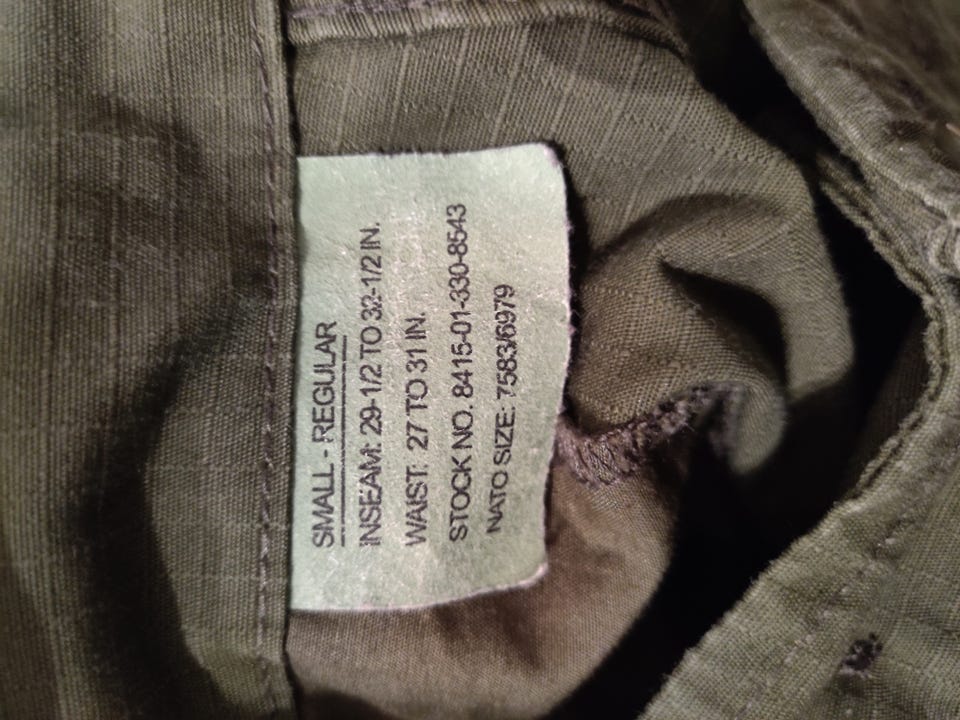 SMALL - REGULAR
INSEAM: 29-1/2 TO 32-1/2 IN.
WAIST: 27 TO 31 IN.
STOCK NO. 8415-01-330-8543
NATO SIZE: 7583/6979